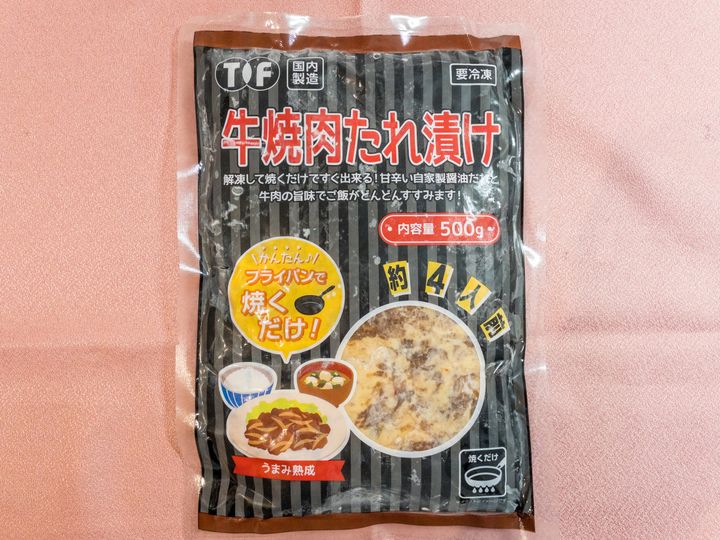 TIF
国内
製造
要冷凍
牛焼肉たれ漬け
解凍して焼くだけですぐ出来る!甘辛い自家製醤油だれと
牛肉の旨味でご飯がどんどんすすみます!
内容量 500g
かんたん♪
フライパンで
焼く
だけ!
約4人前
うまみ熟成
焼くだけ